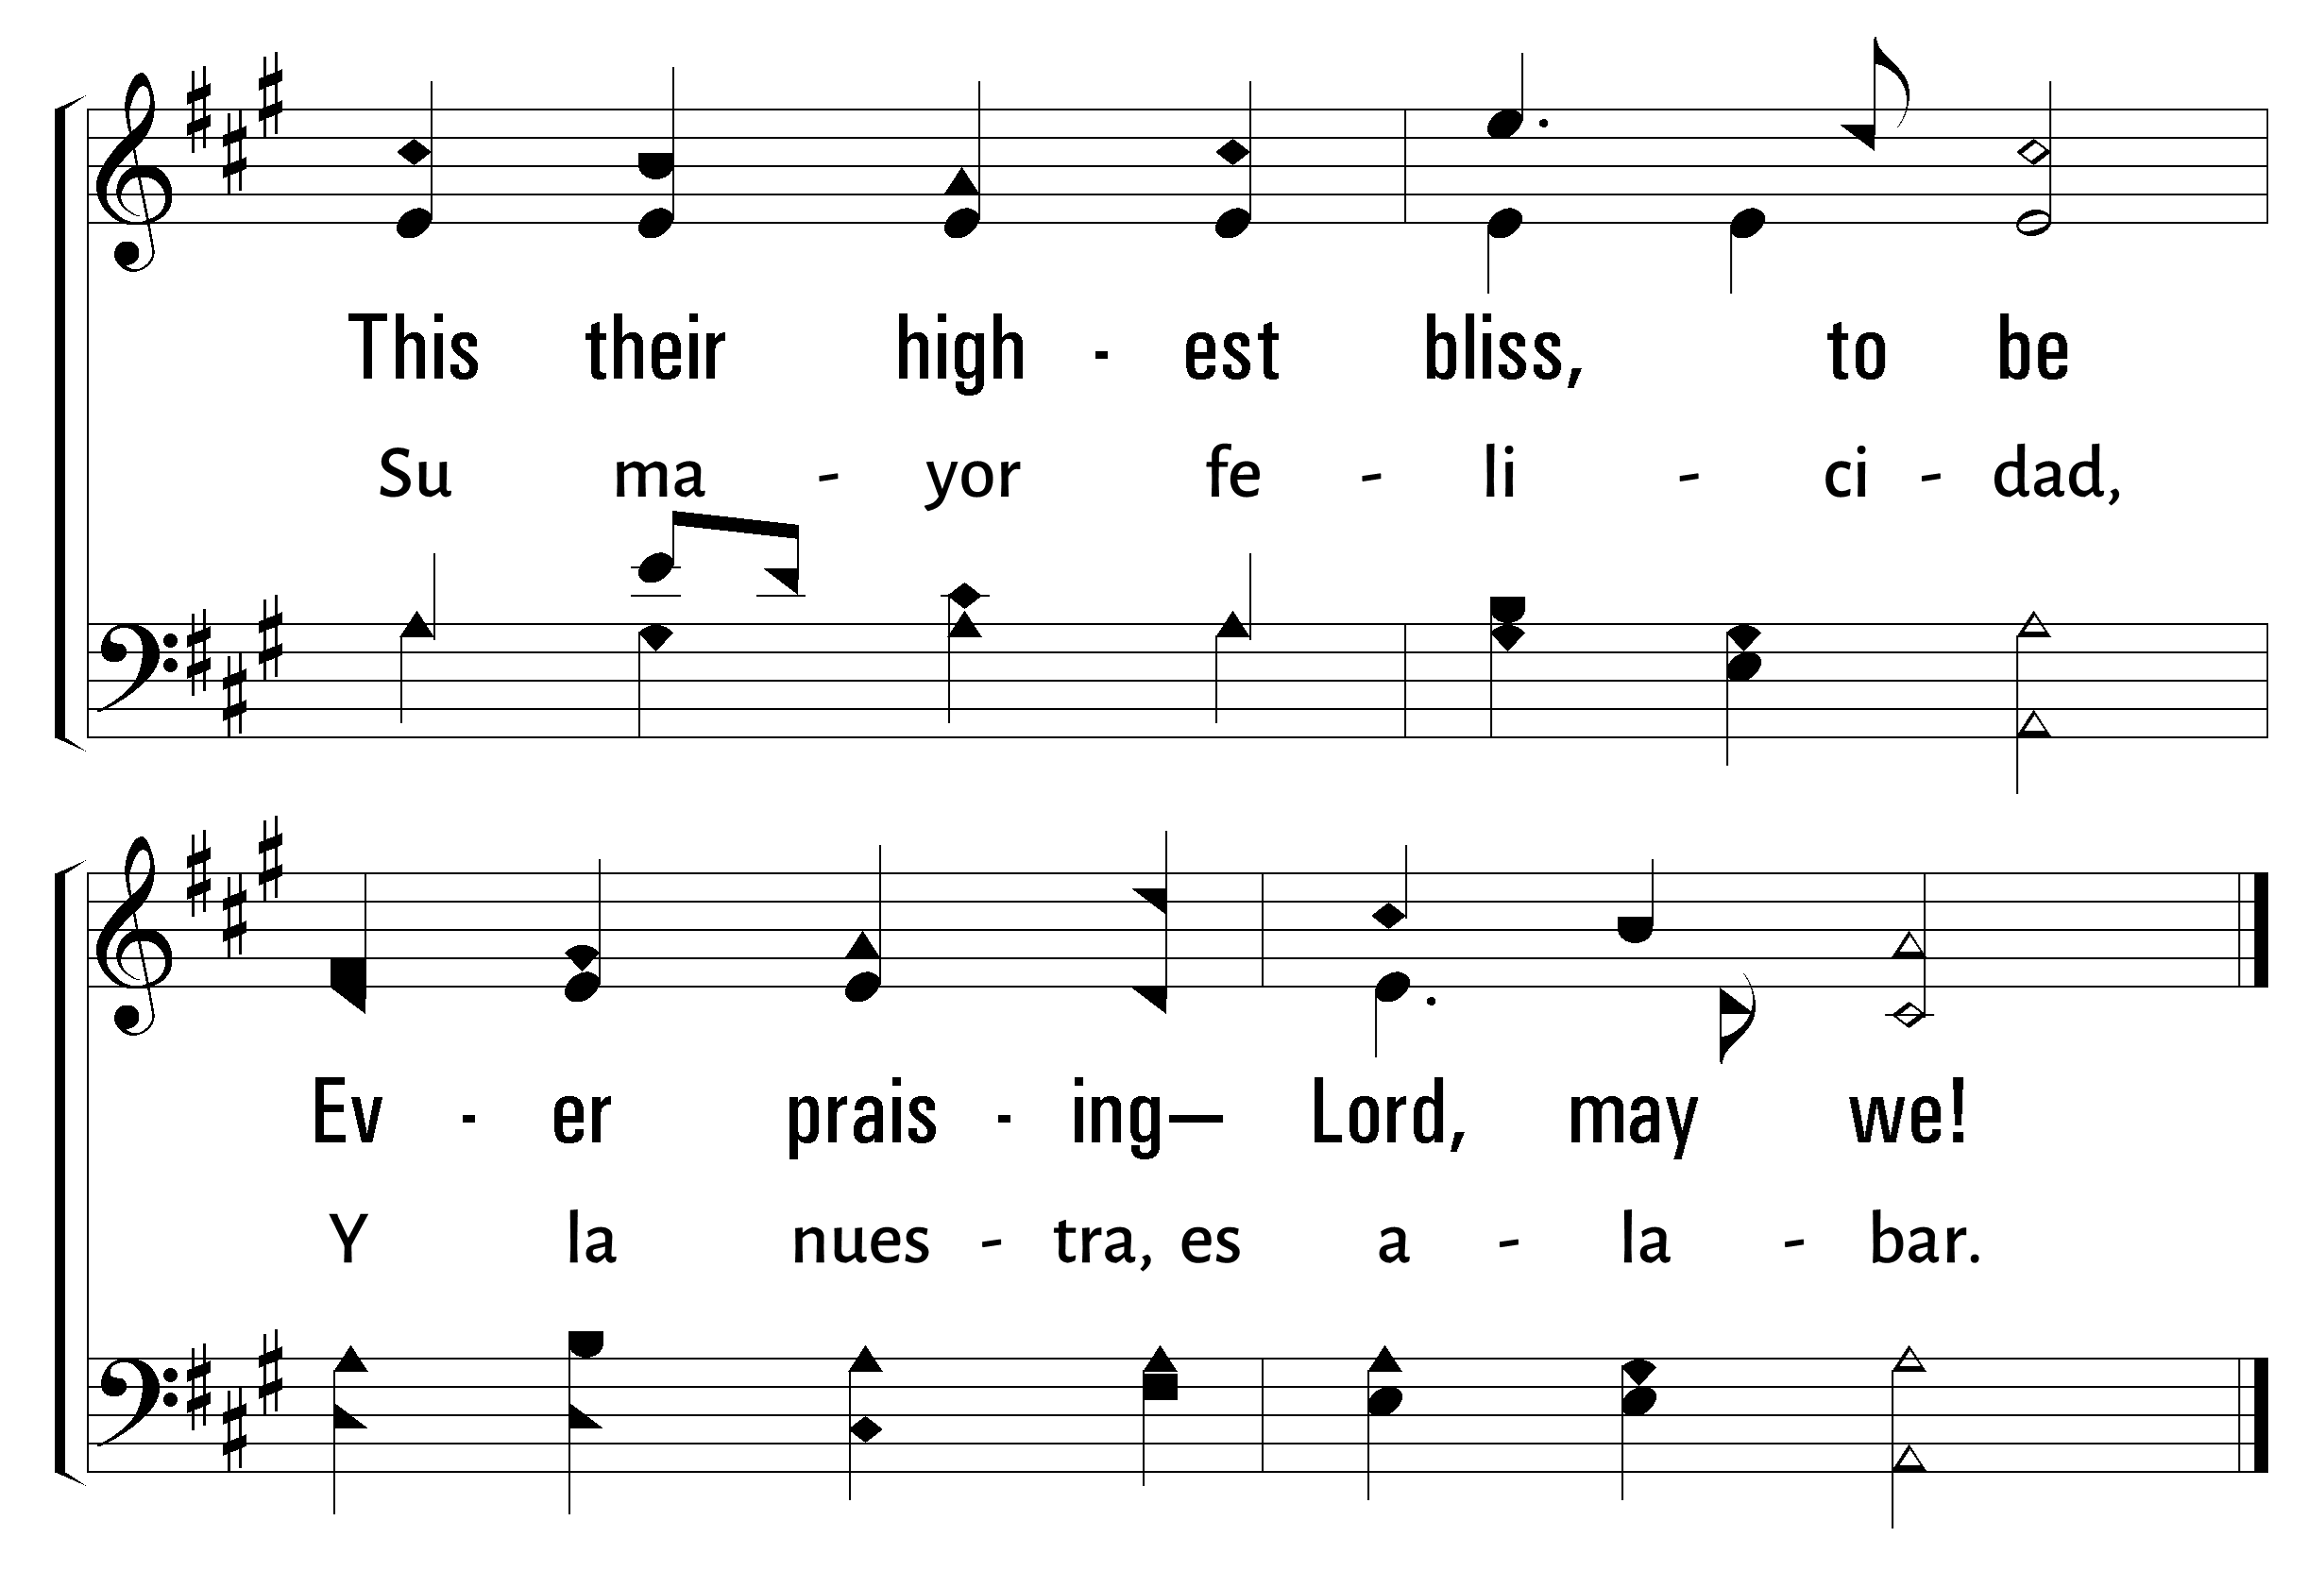 This their high - est bliss, to be
Su ma - yor fe - li - ci - dad,
Ev - er prais - ing— Lord, may we!
Y la nues - tra, es a - la - bar.